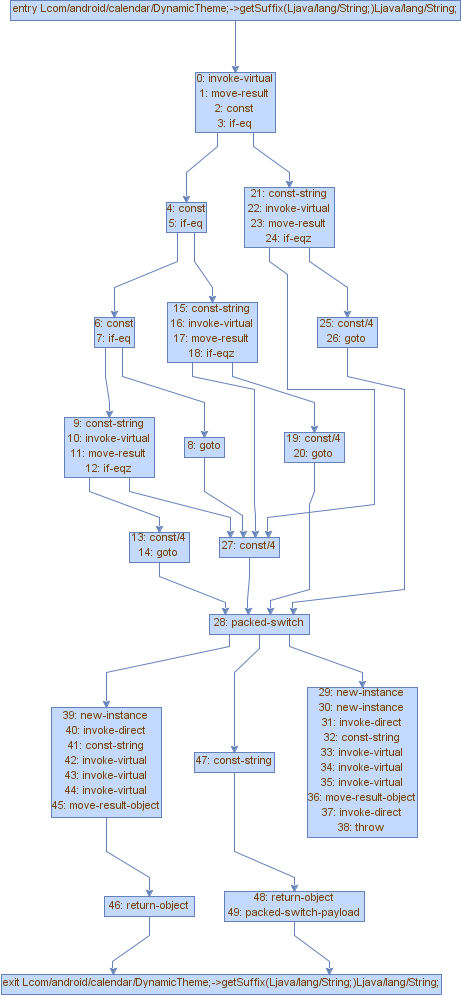 entry Lcom/android/calendar/DynamicTheme;->getSuffix(Ljava/lang/String;)Ljava/lang/String;
0: invoke-virtual
1: move-result
2: const
3: if-eq
4: const
5: if-eq
21: const-string
22: invoke-virtual
23: move-result
24: if-eqz
6: const
7: if-eq
15: const-string
16: invoke-virtual
17: move-result
18: if-eqz
25: const/4
26: goto
9: const-string
10: invoke-virtual
11: move-result
12: if-eqz
8: goto
19: const/4
20: goto
13: const/4
14: goto
27: const/4
28: packed-switch
39: new-instance
40: invoke-direct
41: const-string
42: invoke-virtual
43: invoke-virtual
44: invoke-virtual
45: move-result-object
47: const-string
29: new-instance
30: new-instance
31: invoke-direct
32: const-string
33: invoke-virtual
34: invoke-virtual
35: invoke-virtual
36: move-result-object
37: invoke-direct
38: throw
46: return-object
48: return-object
49: packed-switch-payload
exit Lcom/android/calendar/DynamicTheme;->getSuffix(Ljava/lang/String;)Ljava/lang/String;